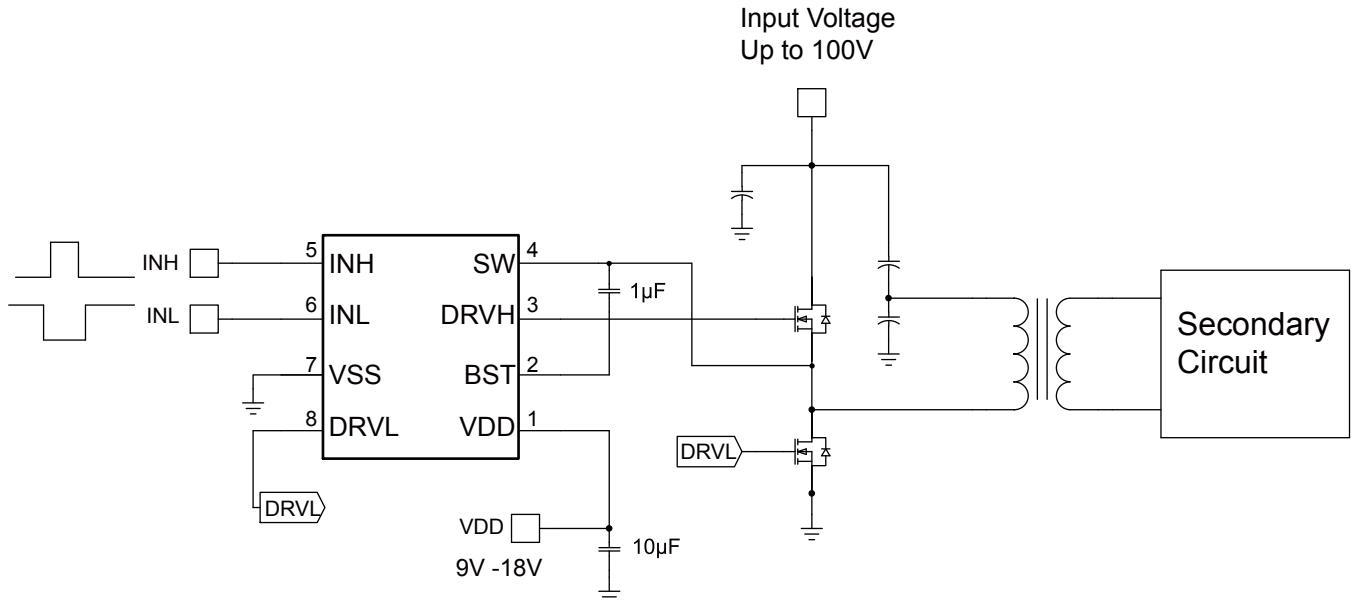 Input Voltage
Up to 100V
INH
5
INH
SW
4
1µF
INL
6
INL
DRVH
3
7
VSS
BST
2
8
DRVL
VDD
1
DRVL
DRVL
VDD
9V -18V
10µF
Secondary
Circuit